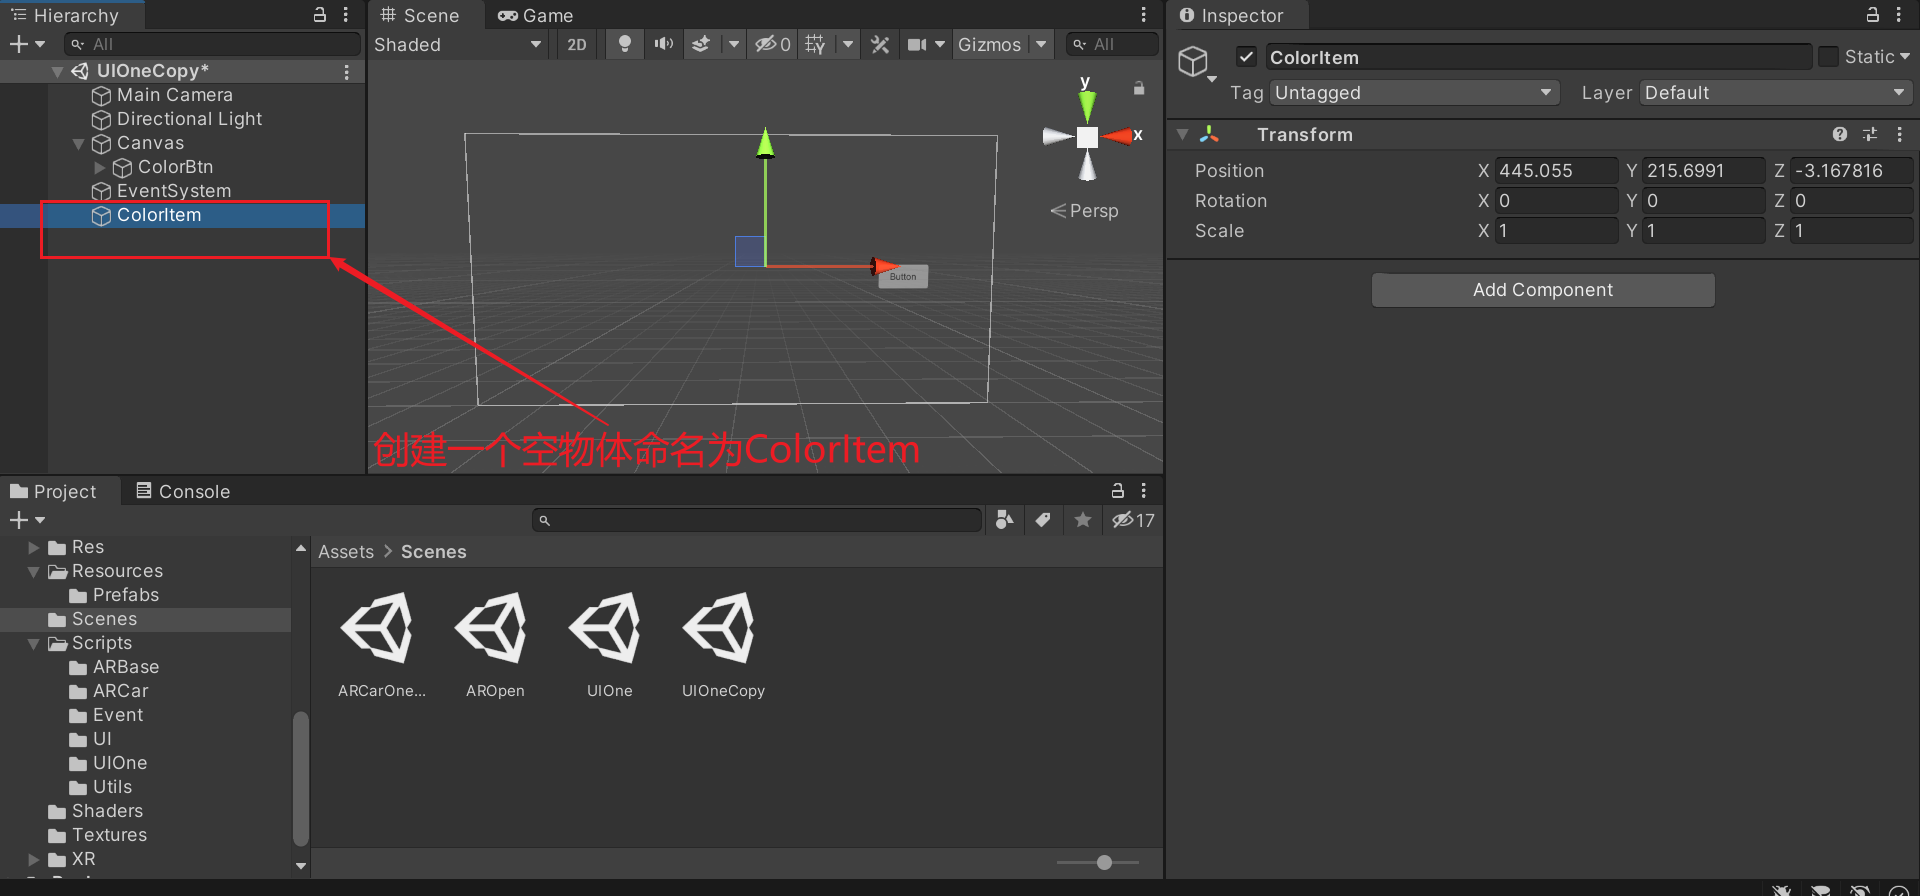 Hierarchy
All
UIOneCopy*
Main Camera
Directional Light
Canvas
ColorBtn
EventSystem
ColorItem
Scene
Game
Shaded
2D
0
Gizmos
All
y
x
Persp
Button
创建一个空物体命名为ColorItem
Inspector
ColorItem
Static
Tag Untagged
Layer Default
Transform
Position X 445.055 Y 215.6991 Z -3.167816
Rotation X 0 Y 0 Z 0
Scale X 1 Y 1 Z 1
Add Component
Project
Console
17
Res
Resources
Prefabs
Scenes
Scripts
ARBase
ARCar
Event
UI
UIOne
Utils
Shaders
Textures
XR
Assets > Scenes
ARCarOne...
AROpen
UIOne
UIOneCopy